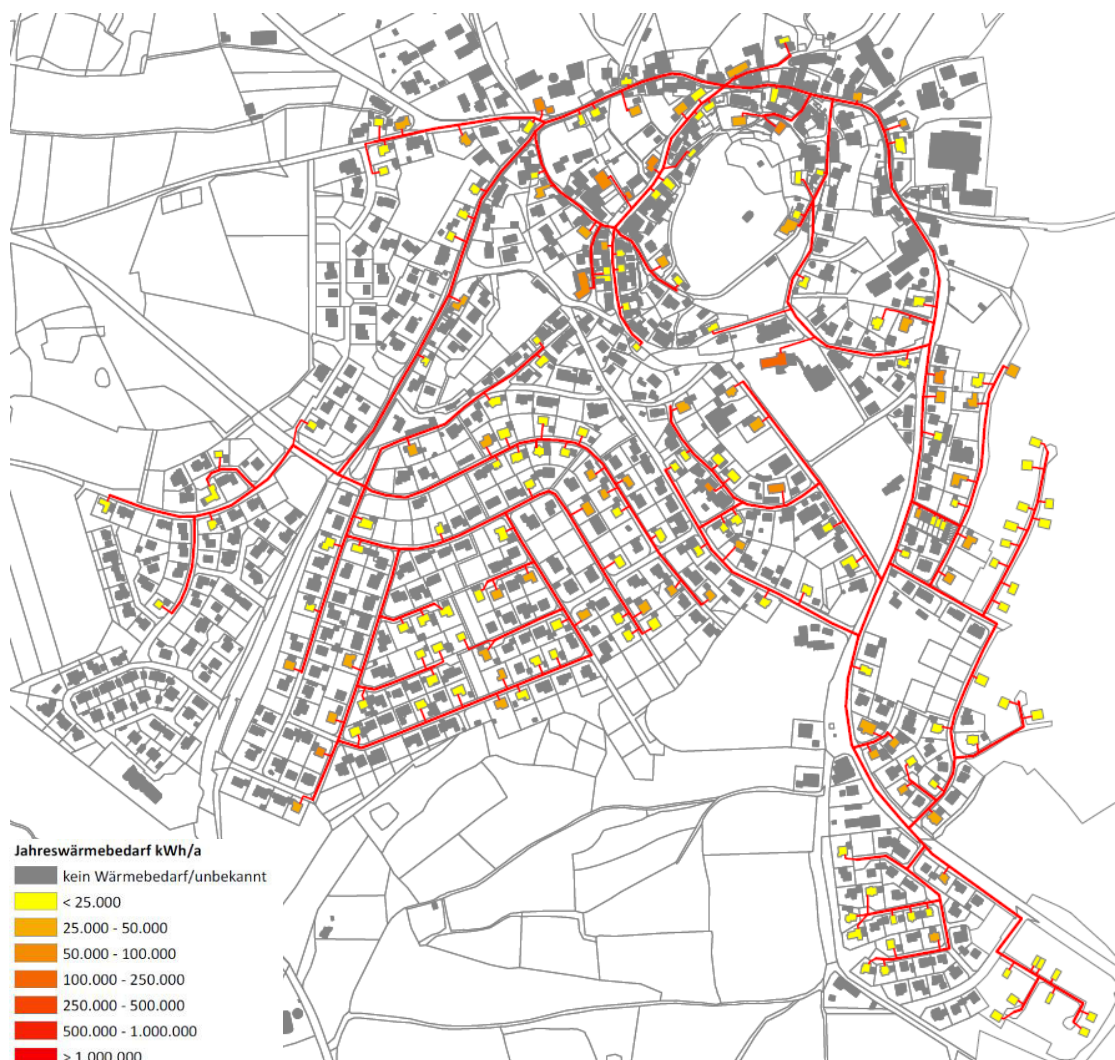 Jahreswärmebedarf kWh/a
kein Wärmebedarf/unbekannt
< 25.000
25.000 - 50.000
50.000 - 100.000
100.000 - 250.000
250.000 - 500.000
500.000 - 1.000.000
> 1.000.000